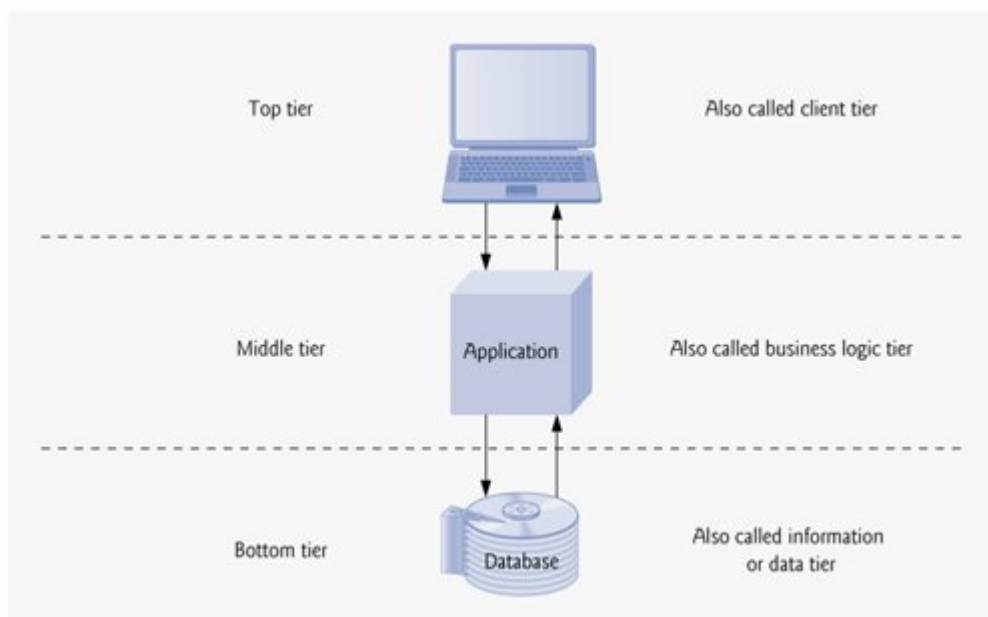 Top tier
Also called client tier
Middle tier
Application
Also called business logic tier
Bottom tier
Database
Also called information
or data tier